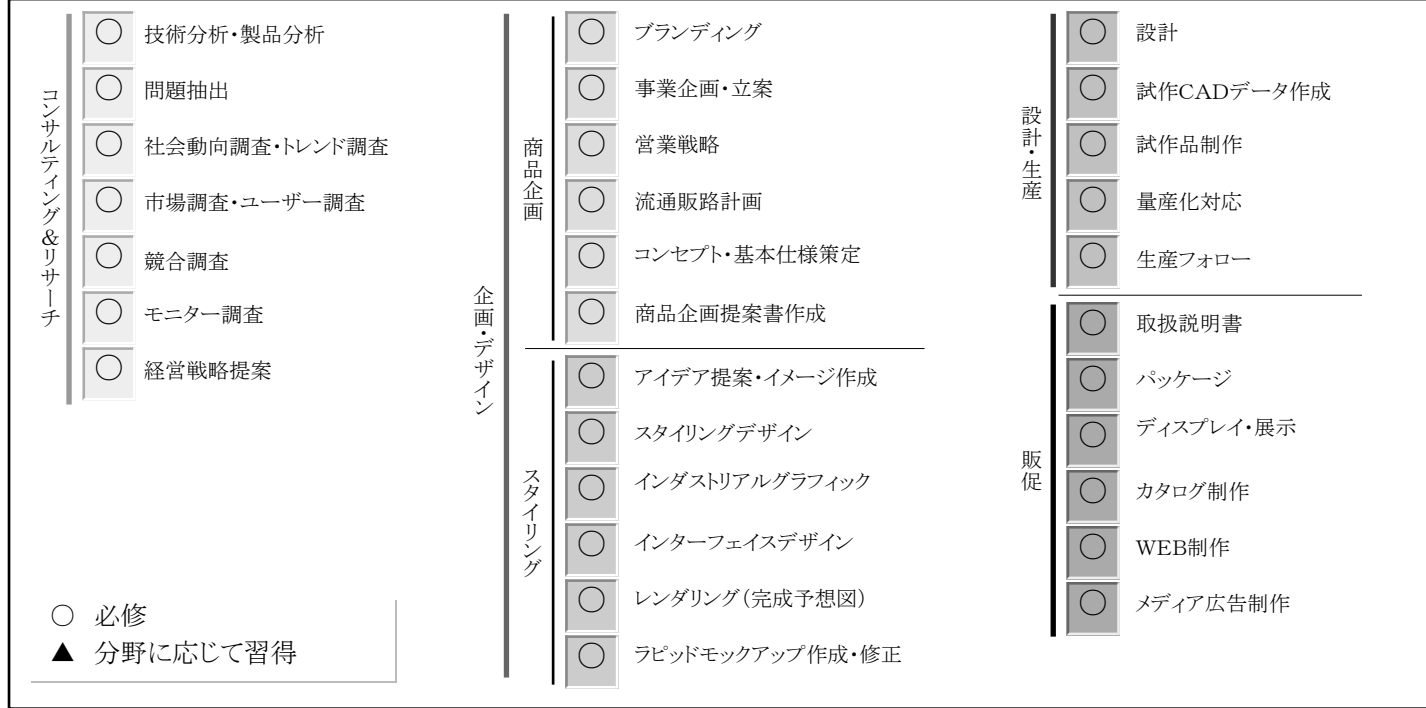 コンサルティング&リサーチ
○ 技術分析・製品分析
○ 問題抽出
○ 社会動向調査・トレンド調査
○ 市場調査・ユーザー調査
○ 競合調査
○ モニター調査
○ 経営戦略提案
企画・デザイン
商品企画
○ ブランディング
○ 事業企画・立案
○ 営業戦略
○ 流通販路計画
○ コンセプト・基本仕様策定
○ 商品企画提案書作成
スタイリング
○ アイデア提案・イメージ作成
○ スタイリングデザイン
○ インダストリアルグラフィック
○ インターフェイスデザイン
○ レンダリング(完成予想図)
○ ラピッドモックアップ作成・修正
設計・生産
○ 設計
○ 試作CADデータ作成
○ 試作品制作
○ 量産化対応
○ 生産フォロー
販促
○ 取扱説明書
○ パッケージ
○ ディスプレイ・展示
○ カタログ制作
○ WEB制作
○ メディア広告制作
○ 必修
▲ 分野に応じて習得